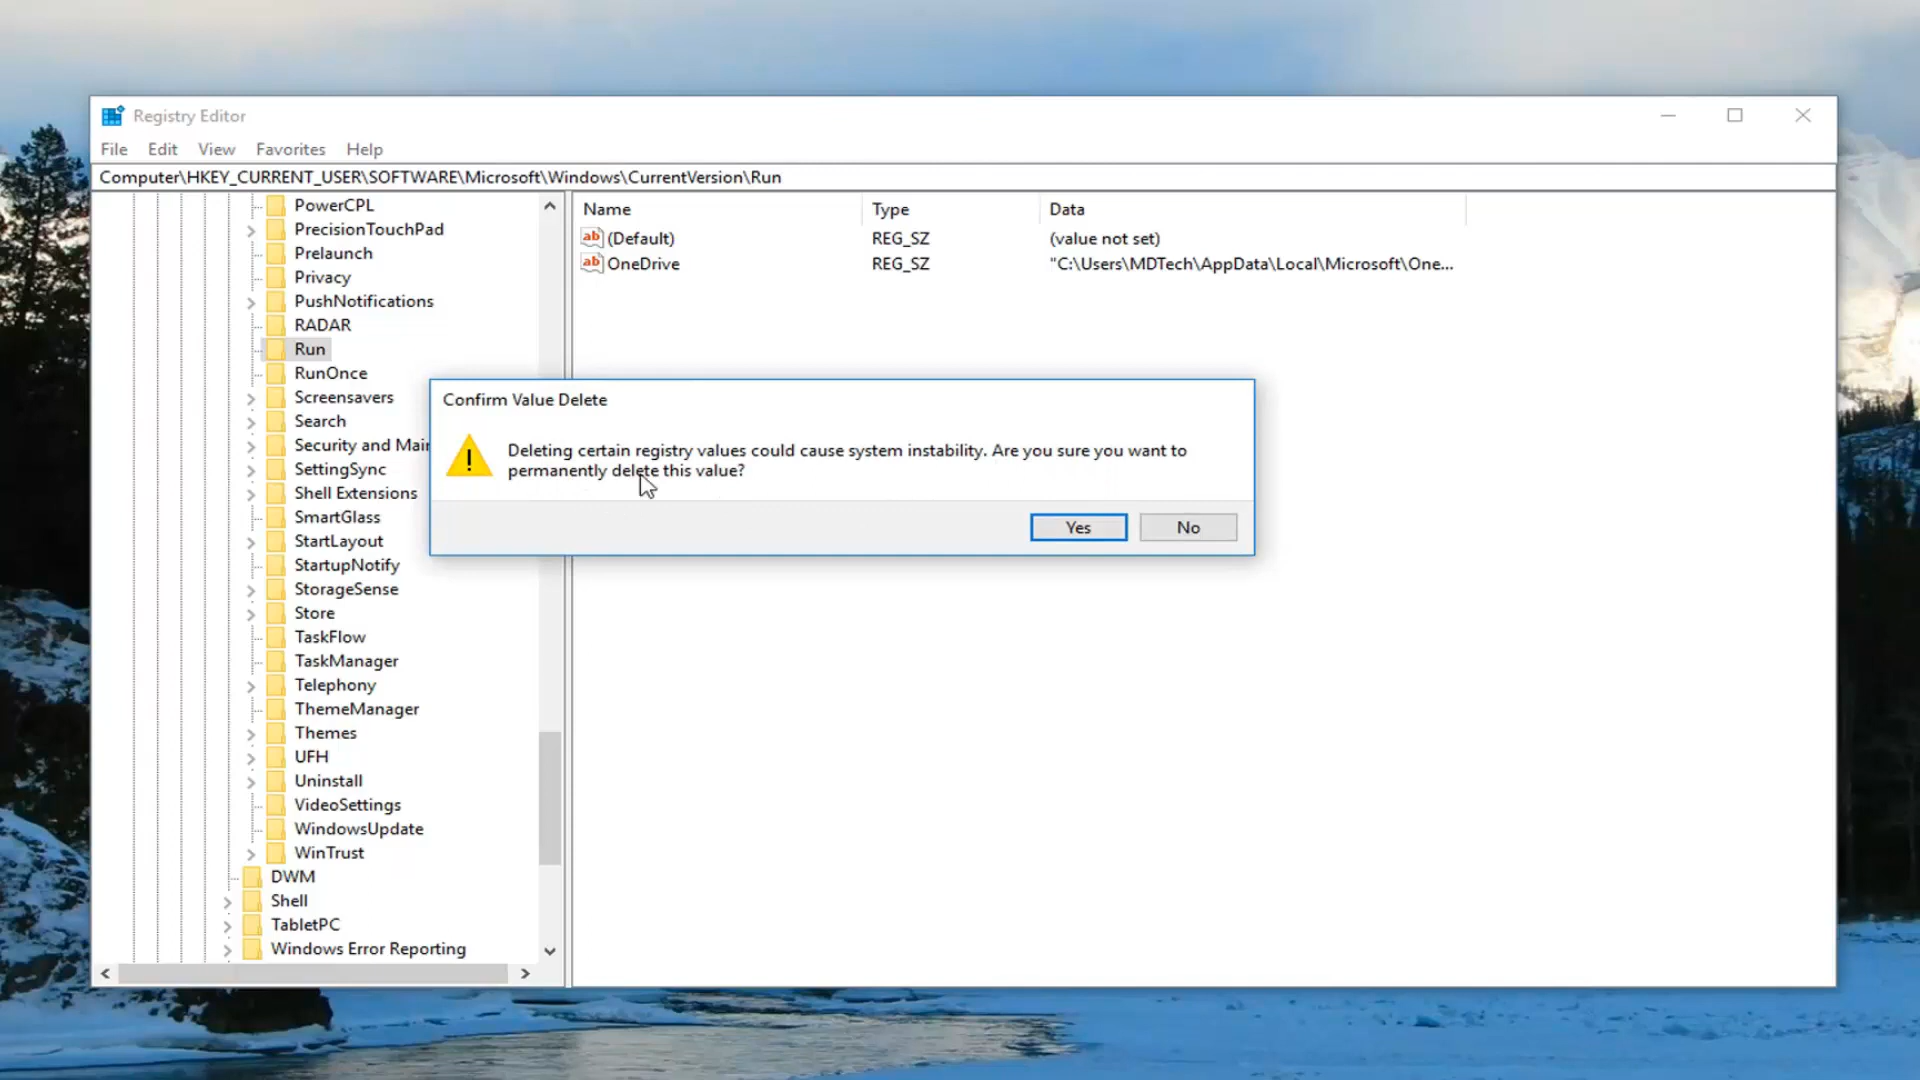 Registry Editor
File Edit View Favorites Help
Computer\HKEY_CURRENT_USER\SOFTWARE\Microsoft\Windows\CurrentVersion\Run
PowerCPL
PrecisionTouchPad
Prelaunch
Privacy
PushNotifications
RADAR
Run
RunOnce
Screensavers
Search
Security and Mai
SettingSync
Shell Extensions
SmartGlass
StartLayout
StartupNotify
StorageSense
Store
TaskFlow
TaskManager
Telephony
ThemeManager
Themes
UFH
Uninstall
VideoSettings
WindowsUpdate
WinTrust
DWM
Shell
TabletPC
Windows Error Reporting
Name Type Data
ab (Default) REG_SZ (value not set)
ab OneDrive REG_SZ "C:\Users\MDTech\AppData\Local\Microsoft\One...
Confirm Value Delete
Deleting certain registry values could cause system instability. Are you sure you want to
permanently delete this value?
Yes No